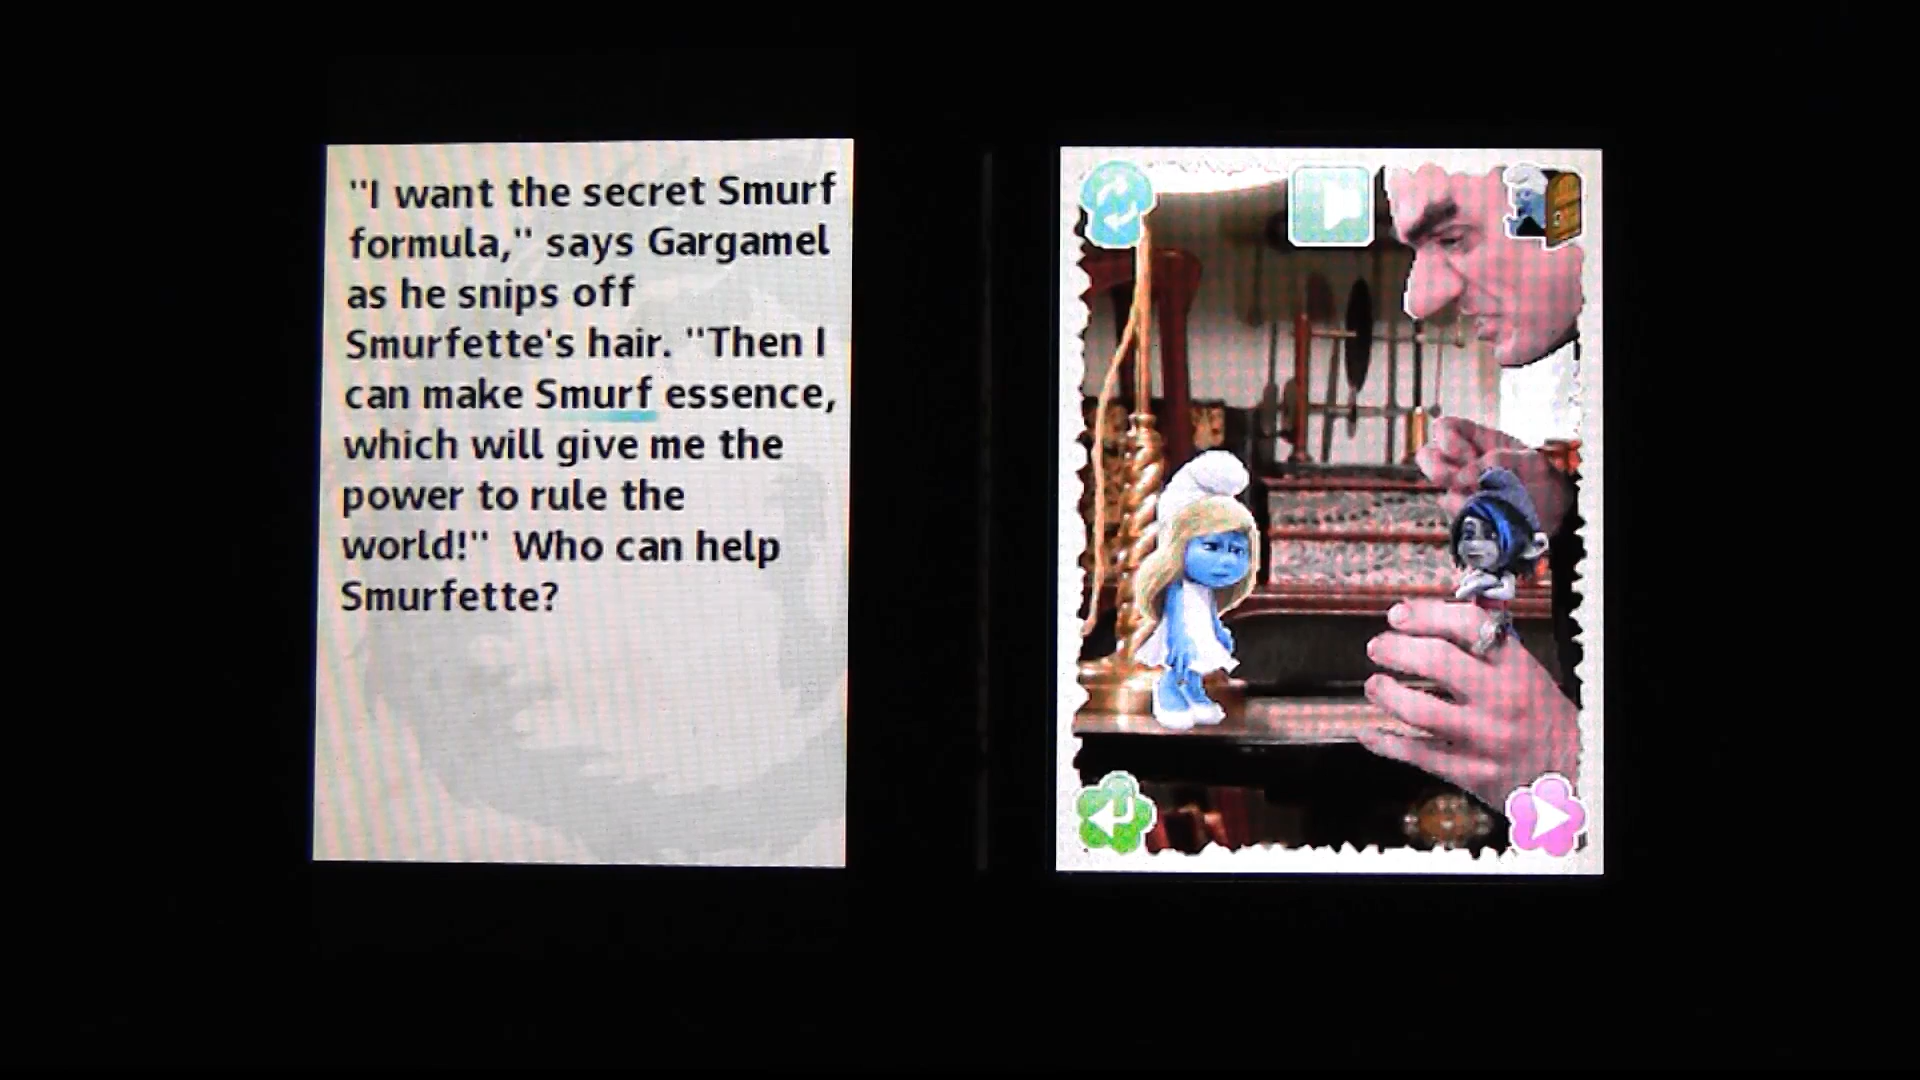 "I want the secret Smurf
formula," says Gargamel
as he snips off
Smurfette's hair. "Then I
can make Smurf essence,
which will give me the
power to rule the
world!"  Who can help
Smurfette?